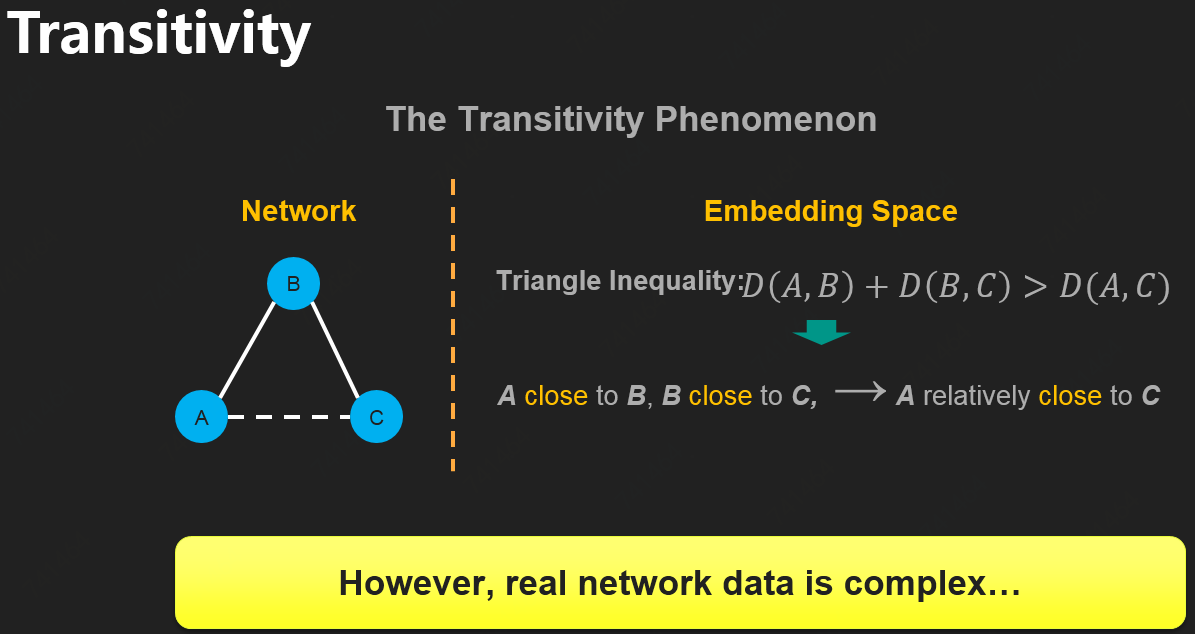 Transitivity
The Transitivity Phenomenon
Network
B
A
C
Embedding Space
Triangle Inequality:D(A, B) + D(B, C) > D(A, C)
A close to B, B close to C, → A relatively close to C
However, real network data is complex…